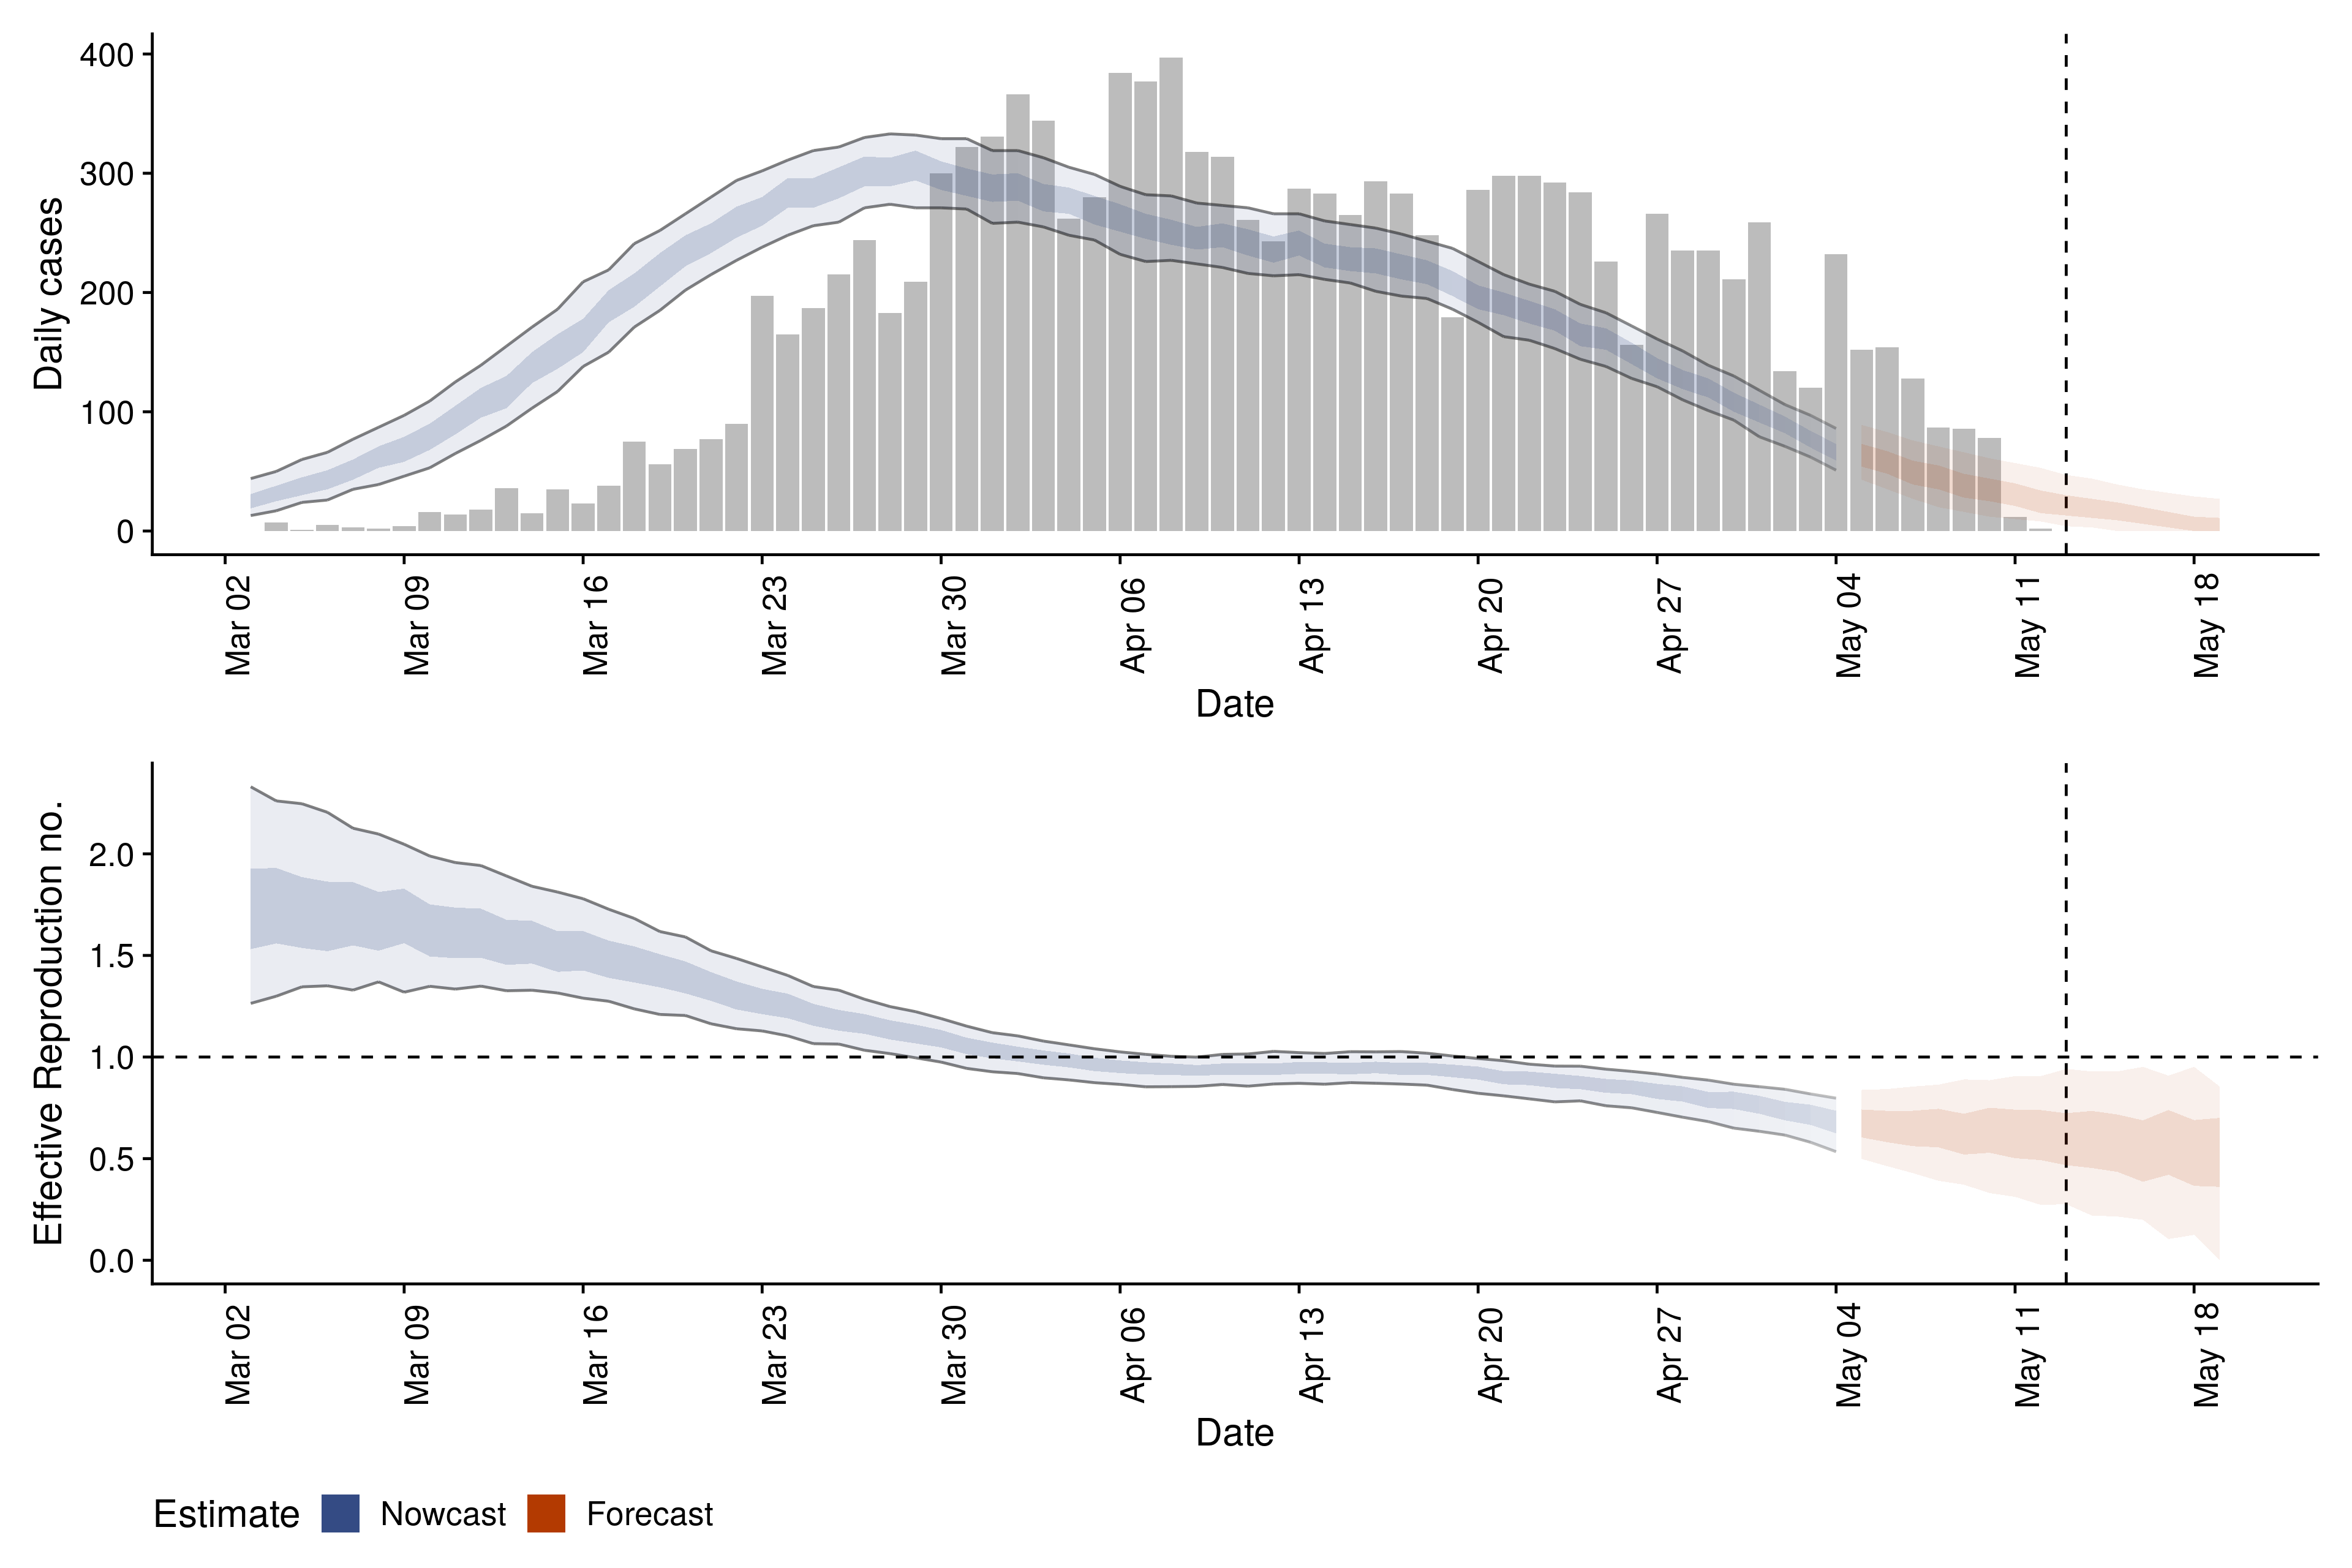 400
300
200
100
0
Daily cases
Mar 02
Mar 09
Mar 16
Mar 23
Mar 30
Apr 06
Apr 13
Apr 20
Apr 27
May 04
May 11
May 18
Date
2.0
1.5
1.0
0.5
0.0
Effective Reproduction no.
Mar 02
Mar 09
Mar 16
Mar 23
Mar 30
Apr 06
Apr 13
Apr 20
Apr 27
May 04
May 11
May 18
Date
Estimate Nowcast Forecast